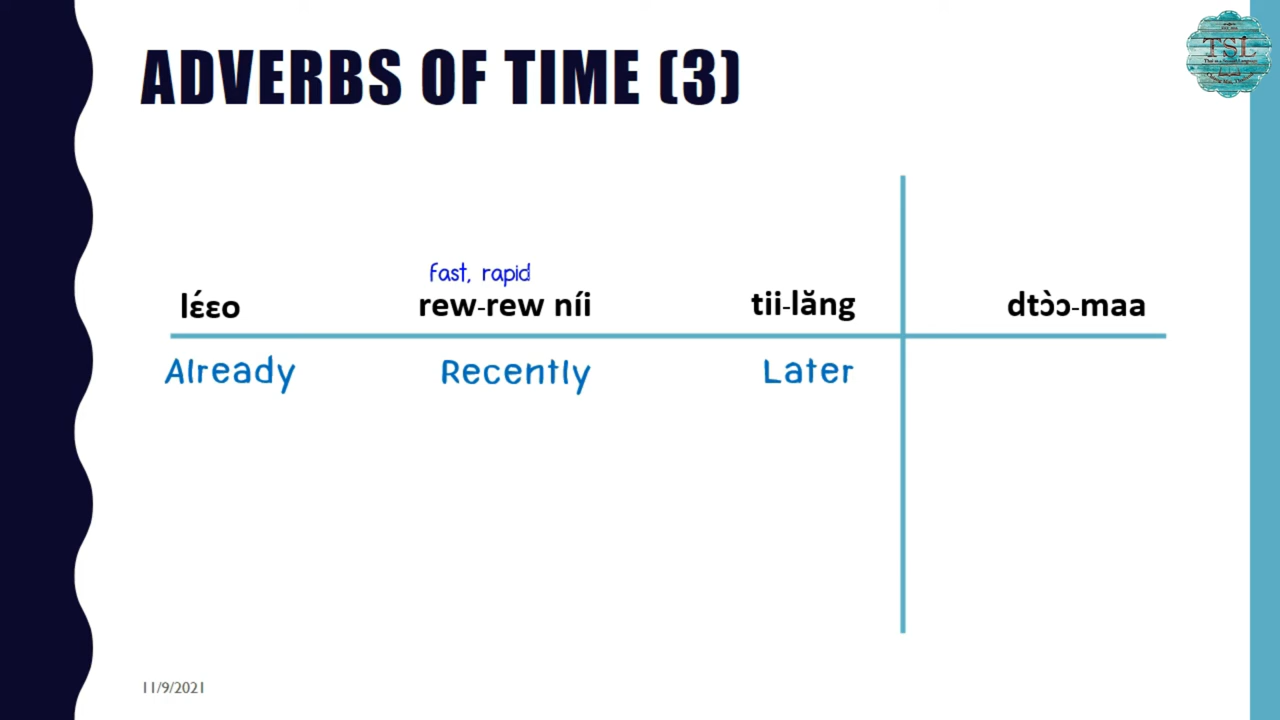 ADVERBS OF TIME (3)
TSL
fast, rapid
lɛ́ɛo rew-rew níi tii-lăng dtɔ̀ɔ-maa
Already Recently Later
11/9/2021